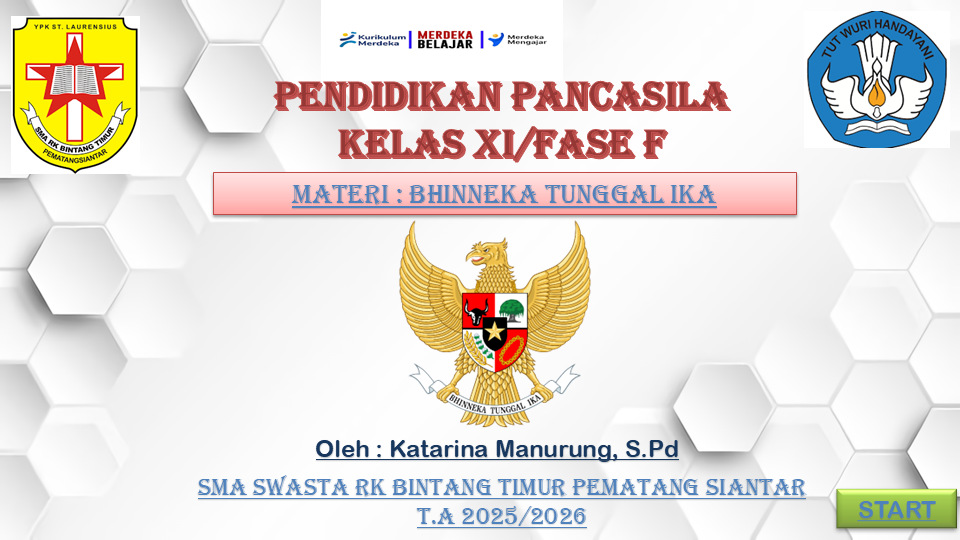 YPK ST. LAURENSIUS
SMA RK BINTANG TIMUR
PEMATANGSIANTAR
Kurikulum
Merdeka
MERDEKA
BELAJAR
Merdeka
Mengajar
TUT WURI HANDAYANI
PENDIDIKAN PANCASILA
KELAS XI/FASE F
MATERI : BHINNEKA TUNGGAL IKA
BHINNEKA TUNGGAL IKA
Oleh : Katarina Manurung, S.Pd
SMA SWASTA RK BINTANG TIMUR PEMATANG SIANTAR
T.A 2025/2026
START